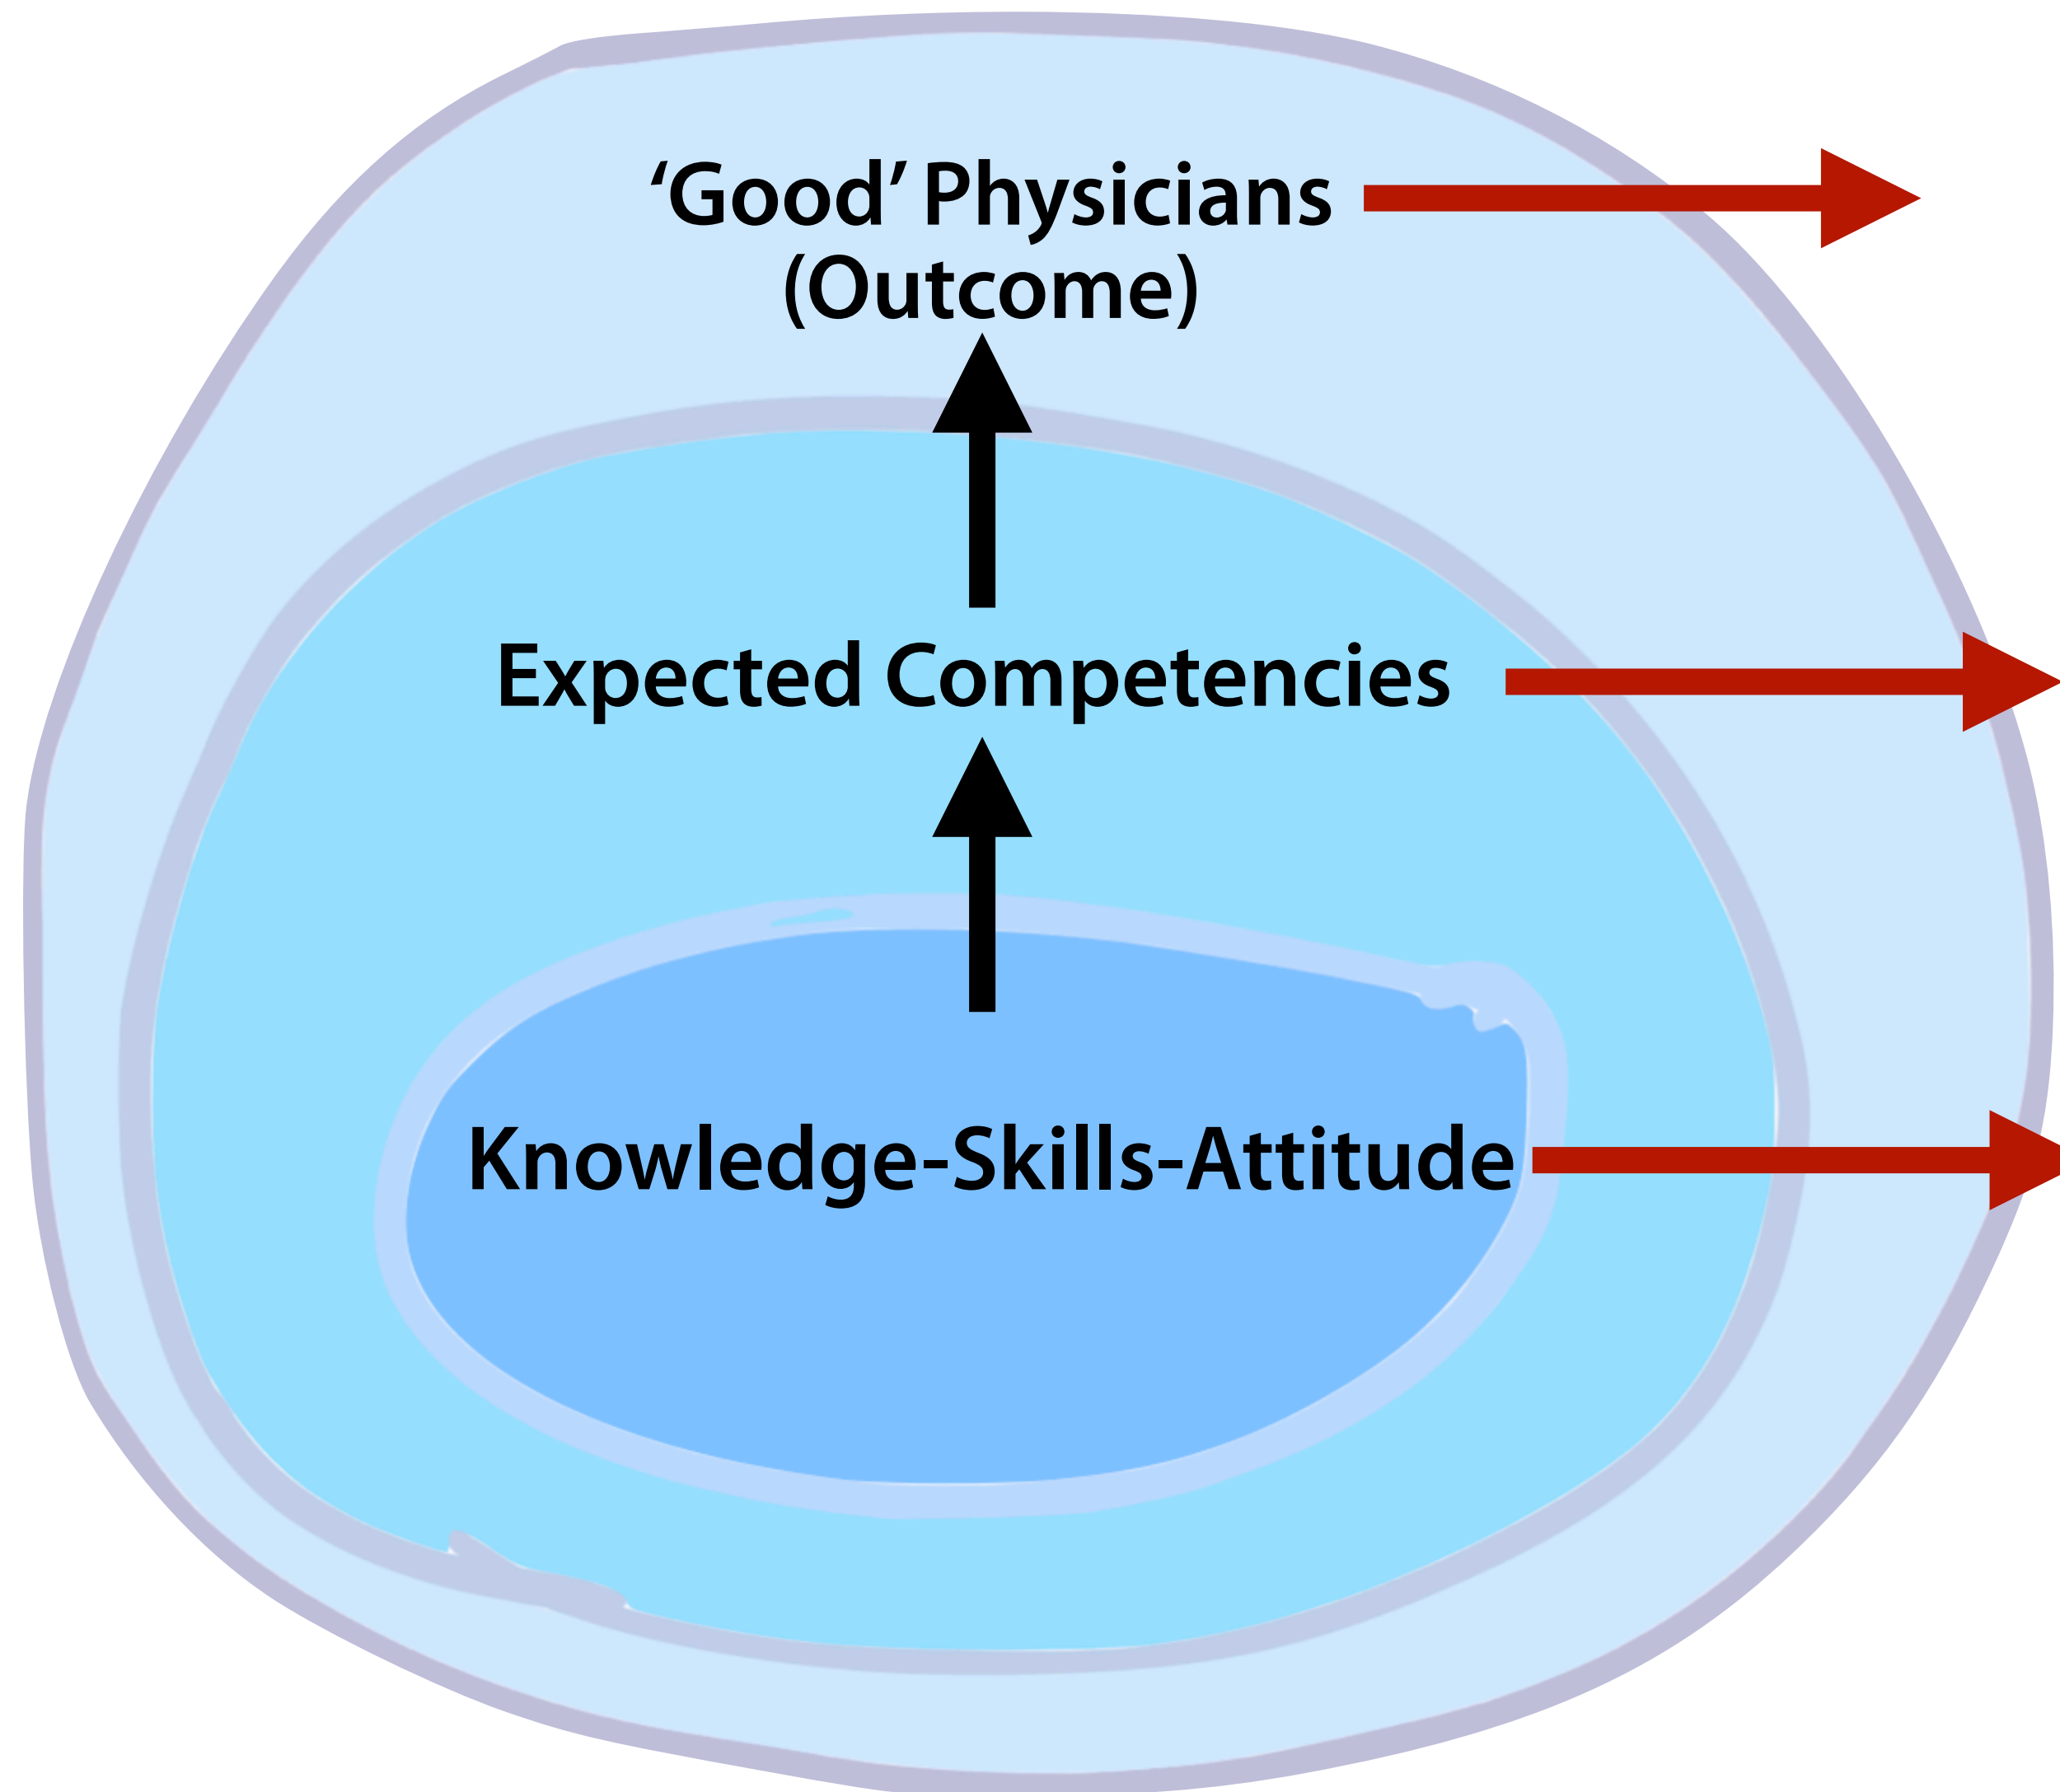 ‘Good’ Physicians
(Outcome)
Expected Competencies
Knowledge-Skills-Attitude